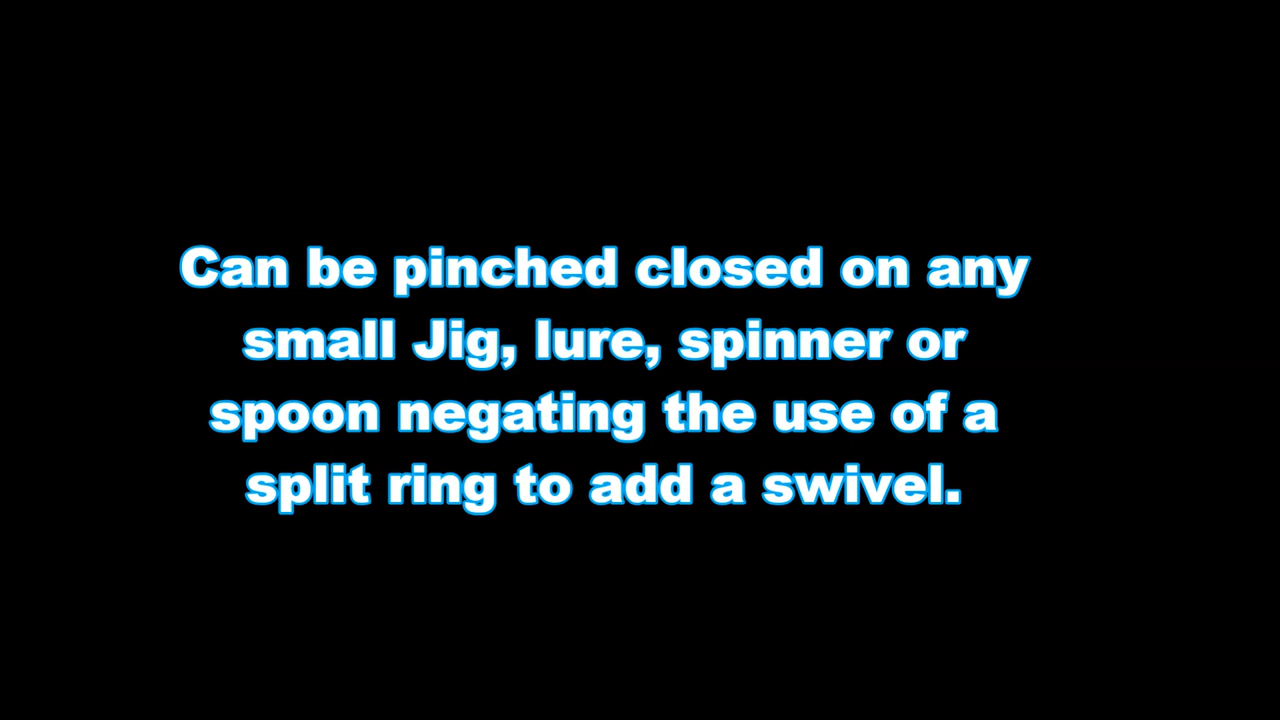 Can be pinched closed on any
small Jig, lure, spinner or
spoon negating the use of a
split ring to add a swivel.